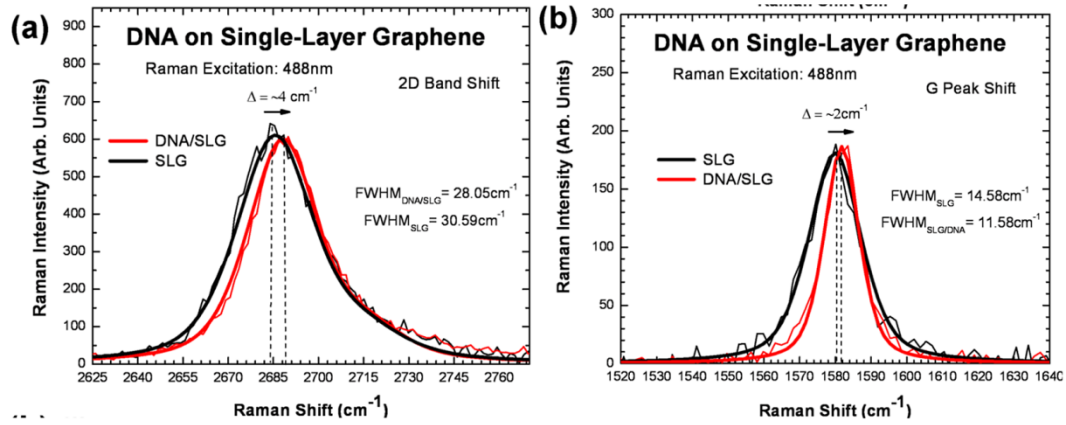 (a)
DNA on Single-Layer Graphene
Raman Excitation: 488nm
2D Band Shift
Δ = ~4 cm⁻¹
DNA/SLG
SLG
FWHM_DNA/SLG = 28.05cm⁻¹
FWHM_SLG = 30.59cm⁻¹
Raman Intensity (Arb. Units)
900
800
700
600
500
400
300
200
100
0
2625 2640 2655 2670 2685 2700 2715 2730 2745 2760
Raman Shift (cm⁻¹)
(b)
DNA on Single-Layer Graphene
Raman Excitation: 488nm
G Peak Shift
Δ = ~2cm⁻¹
SLG
DNA/SLG
FWHM_SLG = 14.58cm⁻¹
FWHM_SLG/DNA = 11.58cm⁻¹
Raman Intensity (Arb. Units)
300
250
200
150
100
50
0
1520 1530 1540 1550 1560 1570 1580 1590 1600 1610 1620 1630 1640
Raman Shift (cm⁻¹)